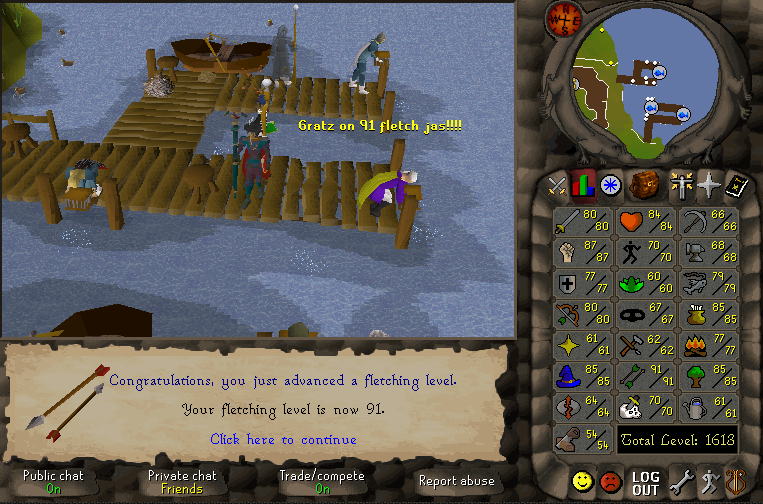 N
W E
S
Gratz on 91 fletch jas!!!!
80/80 84/84 66/66
87/87 70/70 68/68
77/77 60/60 79/79
80/80 67/67 85/85
61/61 62/62 77/77
85/85 91/91 85/85
64/64 70/70 61/61
54/54 Total Level: 1613
Congratulations, you just advanced a fletching level.
Your fletching level is now 91.
Click here to continue
Public chat
On
Private chat
Friends
Trade/compete
On
Report abuse
LOG
OUT